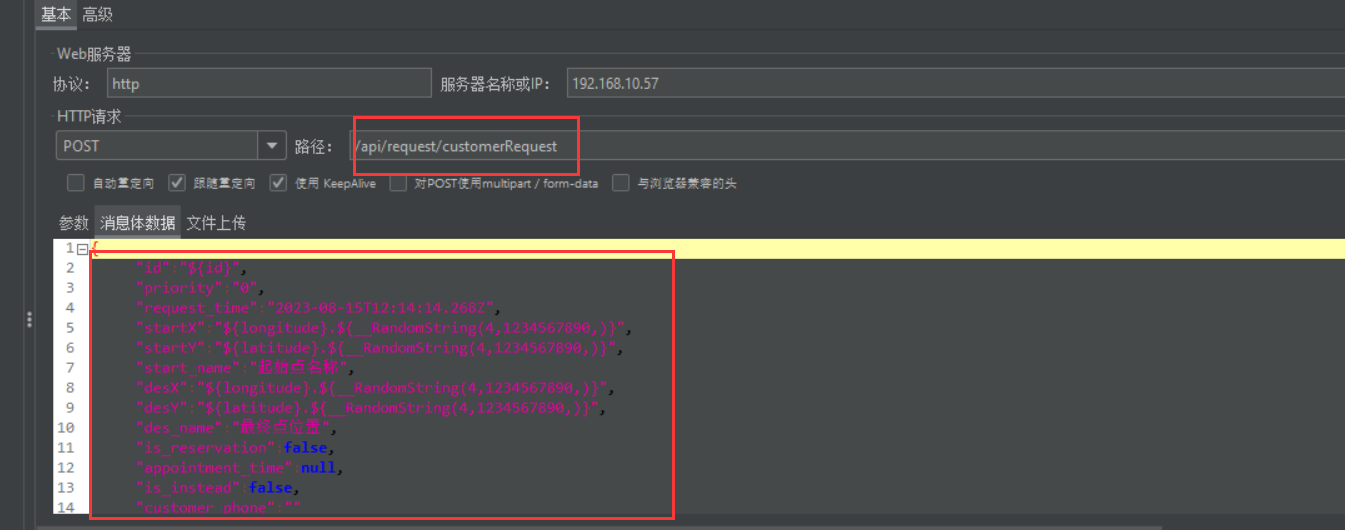 基本 高级
Web服务器
协议： http 服务器名称或IP： 192.168.10.57
HTTP请求
POST 路径： /api/request/customerRequest
自动重定向 跟随重定向 使用 KeepAlive 对POST使用multipart / form-data 与浏览器兼容的头
参数 消息体数据 文件上传
1 {
2 "id":"${id}",
3 "priority":"0",
4 "request_time":"2023-08-15T12:14:14.268Z",
5 "startX":"${longitude}.${__RandomString(4,1234567890,)}",
6 "startY":"${latitude}.${__RandomString(4,1234567890,)}",
7 "start_name":"起始点名称",
8 "desX":"${longitude}.${__RandomString(4,1234567890,)}",
9 "desY":"${latitude}.${__RandomString(4,1234567890,)}",
10 "des_name":"最终点位置",
11 "is_reservation":false,
12 "appointment_time":null,
13 "is_instead":false,
14 "customer_phone":""